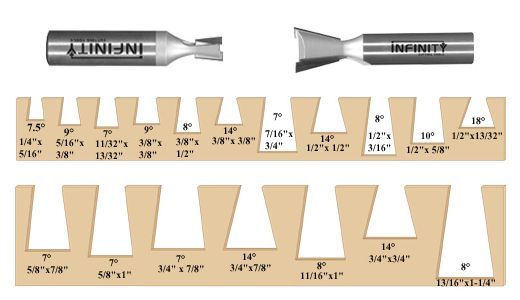 INFINITY
CUTTING TOOLS
INFINITY
CUTTING TOOLS
7.5°
1/4"x
5/16"
9°
5/16"x
3/8"
7°
11/32"x
13/32"
9°
3/8"x
3/8"
8°
3/8"x
1/2"
14°
3/8"x 3/8"
7°
7/16"x
3/4"
14°
1/2"x 1/2"
8°
1/2"x
3/16"
10°
1/2"x 5/8"
18°
1/2"x13/32"
7°
5/8"x7/8"
7°
5/8"x1"
7°
3/4" x 7/8"
14°
3/4"x7/8"
8°
11/16"x1"
14°
3/4"x3/4"
8°
13/16"x1-1/4"